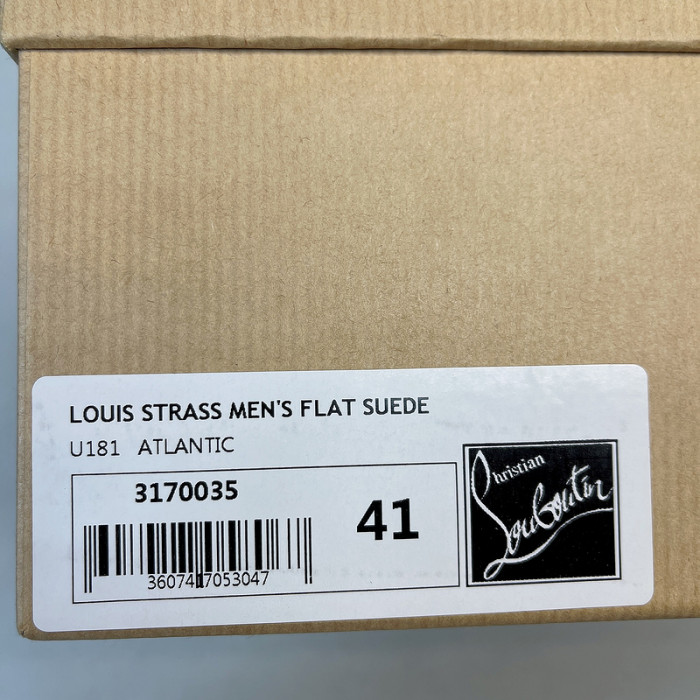 LOUIS STRASS MEN'S FLAT SUEDE
U181 ATLANTIC
3170035
41
3607417053047
Christian
Louboutin